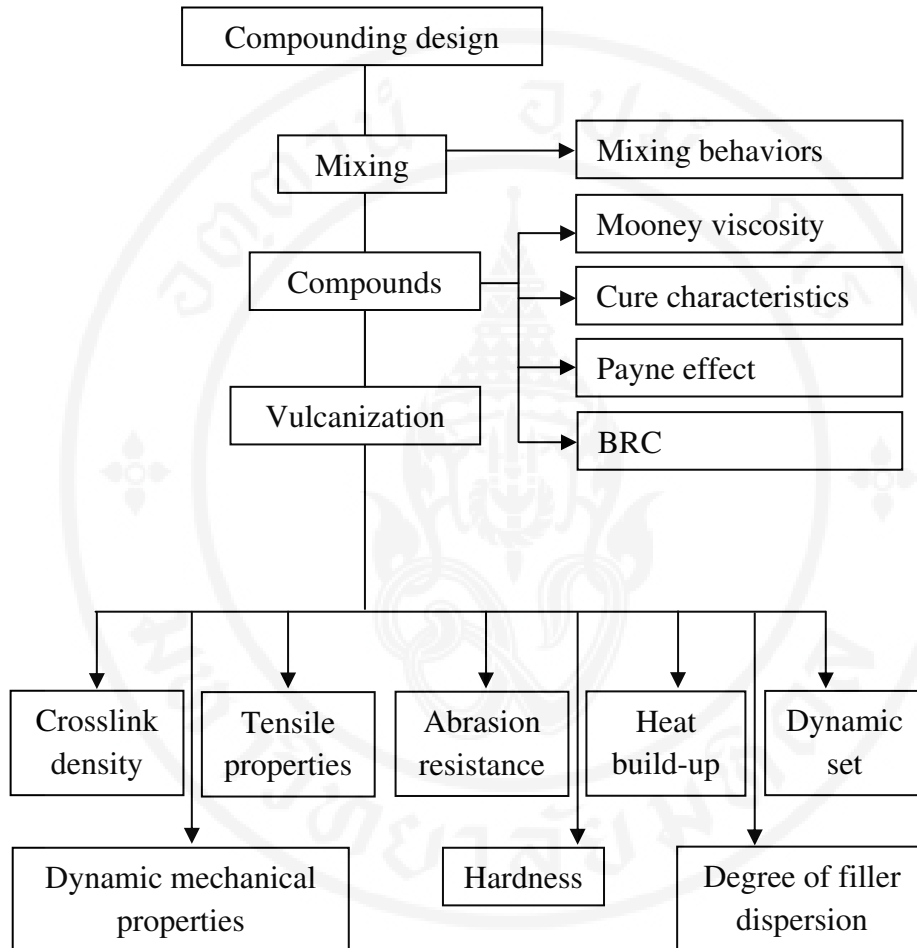 Compounding design
Mixing
Mixing behaviors
Mooney viscosity
Compounds
Cure characteristics
Payne effect
Vulcanization
BRC
Crosslink
density
Tensile
properties
Abrasion
resistance
Heat
build-up
Dynamic
set
Dynamic mechanical
properties
Hardness
Degree of filler
dispersion